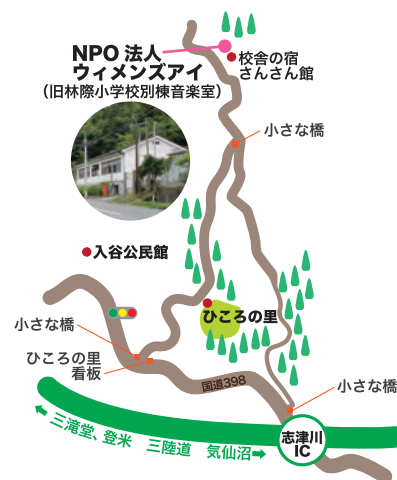 NPO 法人
ウィメンズアイ
（旧林際小学校別棟音楽室）
校舎の宿
さんさん館
小さな橋
入谷公民館
ひころの里
小さな橋
ひころの里
看板
国道398
小さな橋
志津川
IC
三滝堂、登米　三陸道　気仙沼